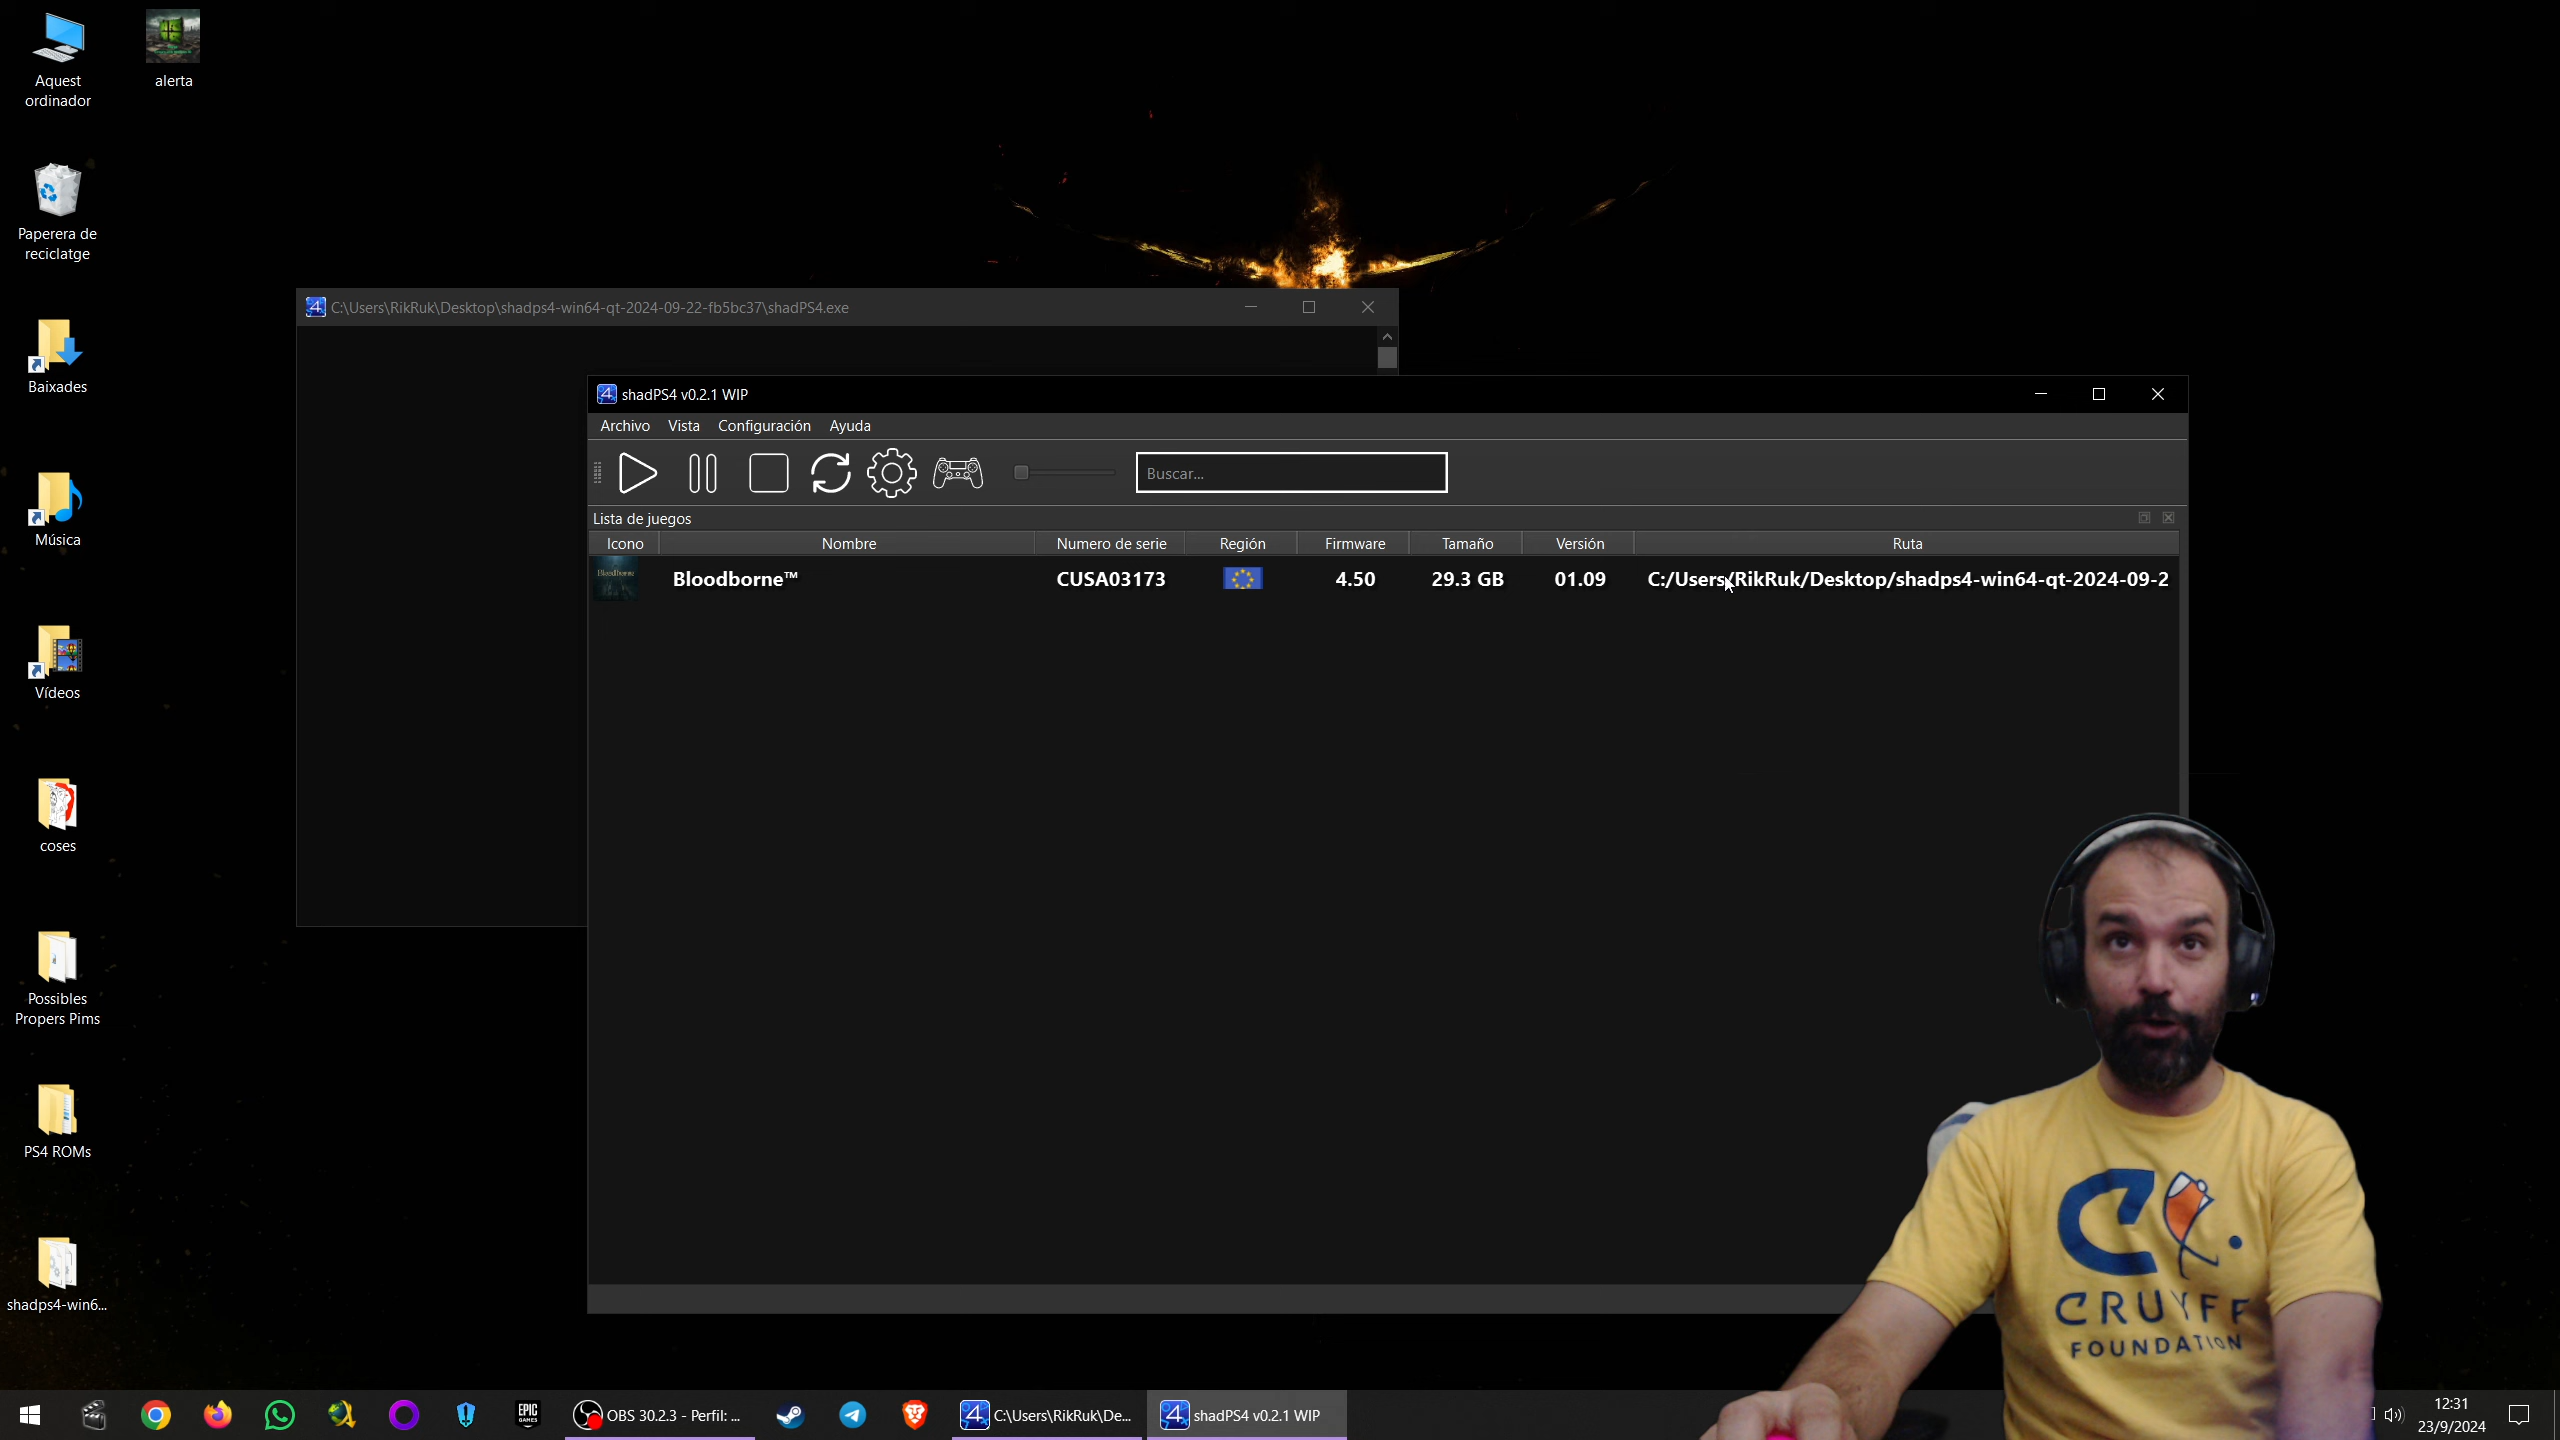 Aquest
ordinador
alerta
Paperera de
reciclatge
Baixades
Música
Vídeos
coses
Possibles
Propers Pims
PS4 ROMs
shadps4-win6...
C:\Users\RikRuk\Desktop\shadps4-win64-qt-2024-09-22-fb5bc37\shadPS4.exe
shadPS4 v0.2.1 WIP
Archivo Vista Configuración Ayuda
Buscar...
Lista de juegos
Icono Nombre Numero de serie Región Firmware Tamaño Versión Ruta
Bloodborne
Bloodborne™ CUSA03173 4.50 29.3 GB 01.09 C:/Users/RikRuk/Desktop/shadps4-win64-qt-2024-09-2
CRUYFF
FOUNDATION
EPIC
GAMES
OBS 30.2.3 - Perfil: ...
C:\Users\RikRuk\De...
shadPS4 v0.2.1 WIP
12:31
23/9/2024